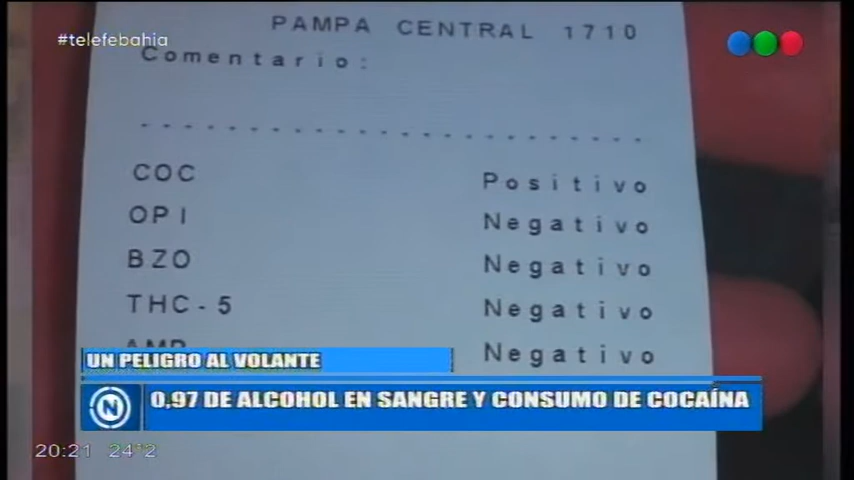 #telefebahia
PAMPA CENTRAL 1710
Comentario:
COC Positivo
OPI Negativo
BZO Negativo
THC-5 Negativo
AMP Negativo
UN PELIGRO AL VOLANTE
N
0,97 DE ALCOHOL EN SANGRE Y CONSUMO DE COCAÍNA
20:21 24°2